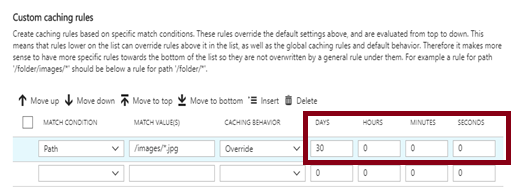 Custom caching rules
Create caching rules based on specific match conditions. These rules override the default settings above, and are evaluated from top to down. This
means that rules lower on the list can override rules above it in the list, as well as the global caching rules and default behavior. Therefore it makes more
sense to have more specific rules towards the bottom of the list so they are not overwritten by a general rule under them. For example a rule for path
'/folder/images/*' should be below a rule for path '/folder/*'.
Move up Move down Move to top Move to bottom Insert Delete
MATCH CONDITION MATCH VALUE(S) CACHING BEHAVIOR DAYS HOURS MINUTES SECONDS
Path /images/*.jpg Override 30 0 0 0
0 0 0 0